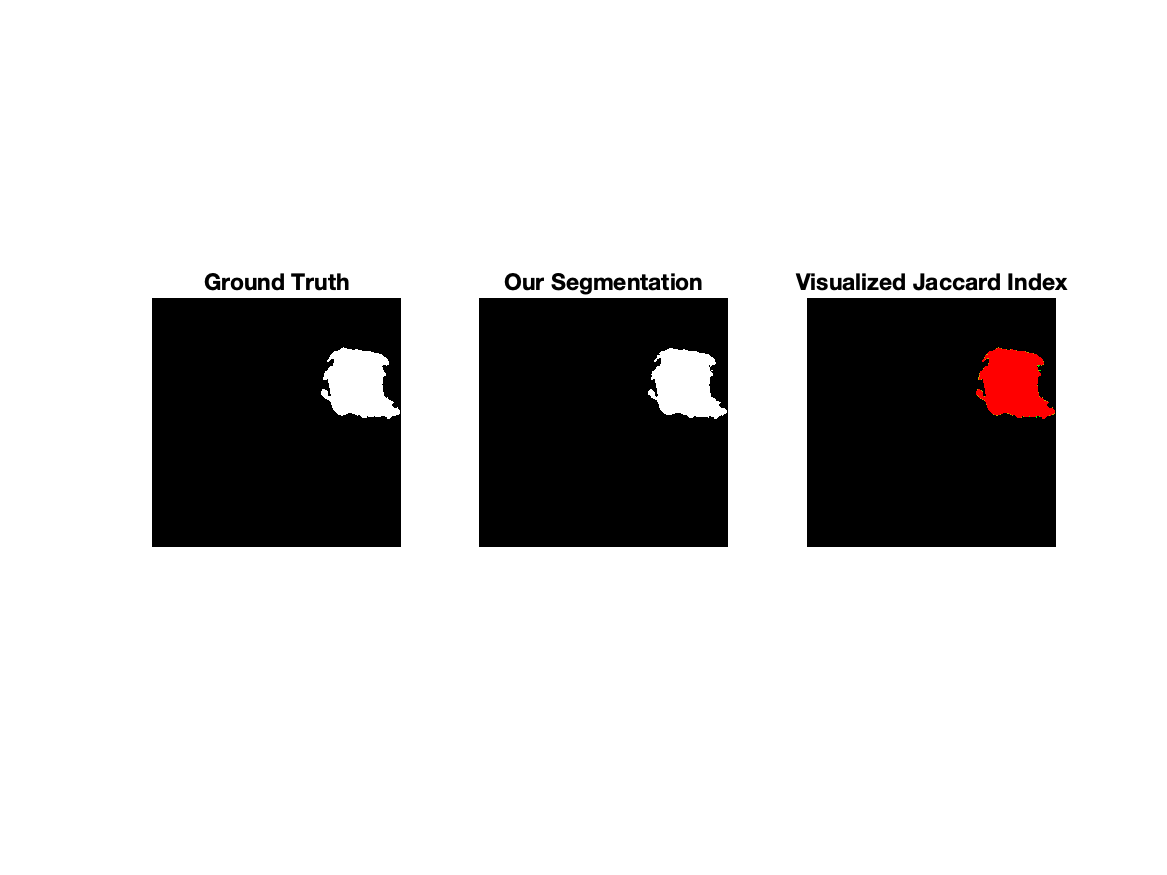 Ground Truth
Our Segmentation
Visualized Jaccard Index